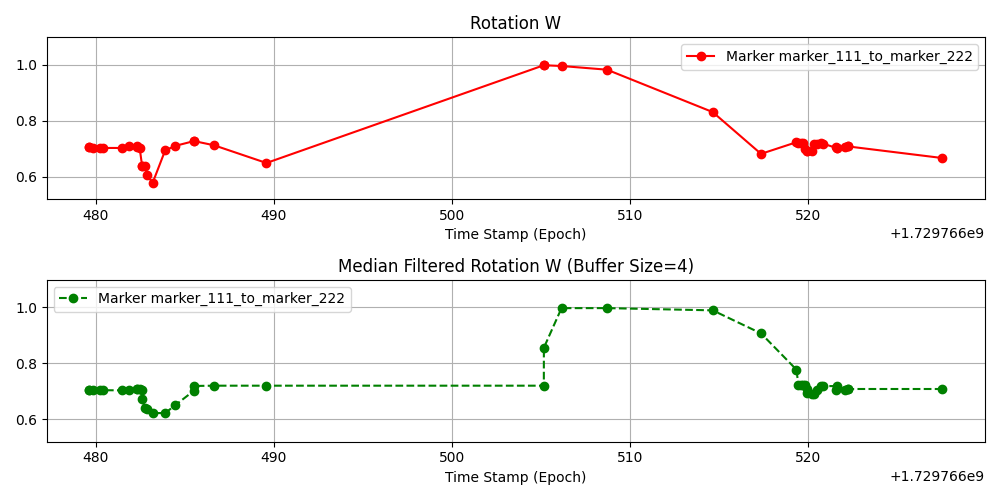 Rotation W
1.0
0.8
0.6
Marker marker_111_to_marker_222
480 490 500 510 520
Time Stamp (Epoch)
+1.729766e9
Median Filtered Rotation W (Buffer Size=4)
1.0
0.8
0.6
Marker marker_111_to_marker_222
480 490 500 510 520
Time Stamp (Epoch)
+1.729766e9